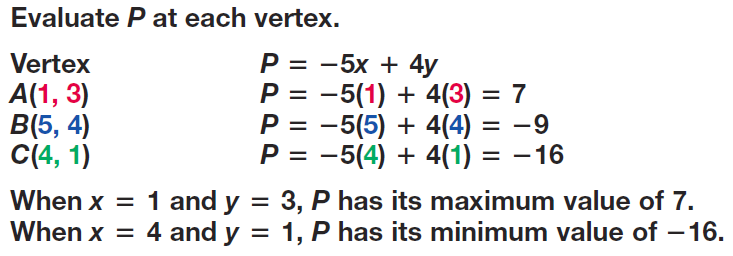 Evaluate P at each vertex.
Vertex P = −5x + 4y
A(1, 3) P = −5(1) + 4(3) = 7
B(5, 4) P = −5(5) + 4(4) = −9
C(4, 1) P = −5(4) + 4(1) = −16
When x = 1 and y = 3, P has its maximum value of 7.
When x = 4 and y = 1, P has its minimum value of −16.